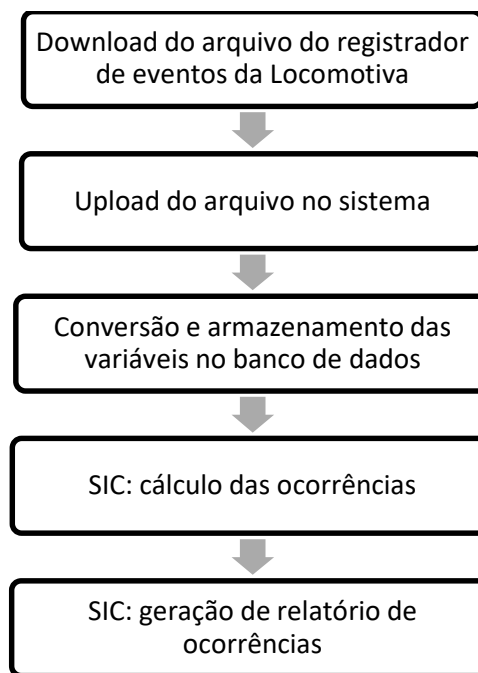 Download do arquivo do registrador
de eventos da Locomotiva
Upload do arquivo no sistema
Conversão e armazenamento das
variáveis no banco de dados
SIC: cálculo das ocorrências
SIC: geração de relatório de
ocorrências